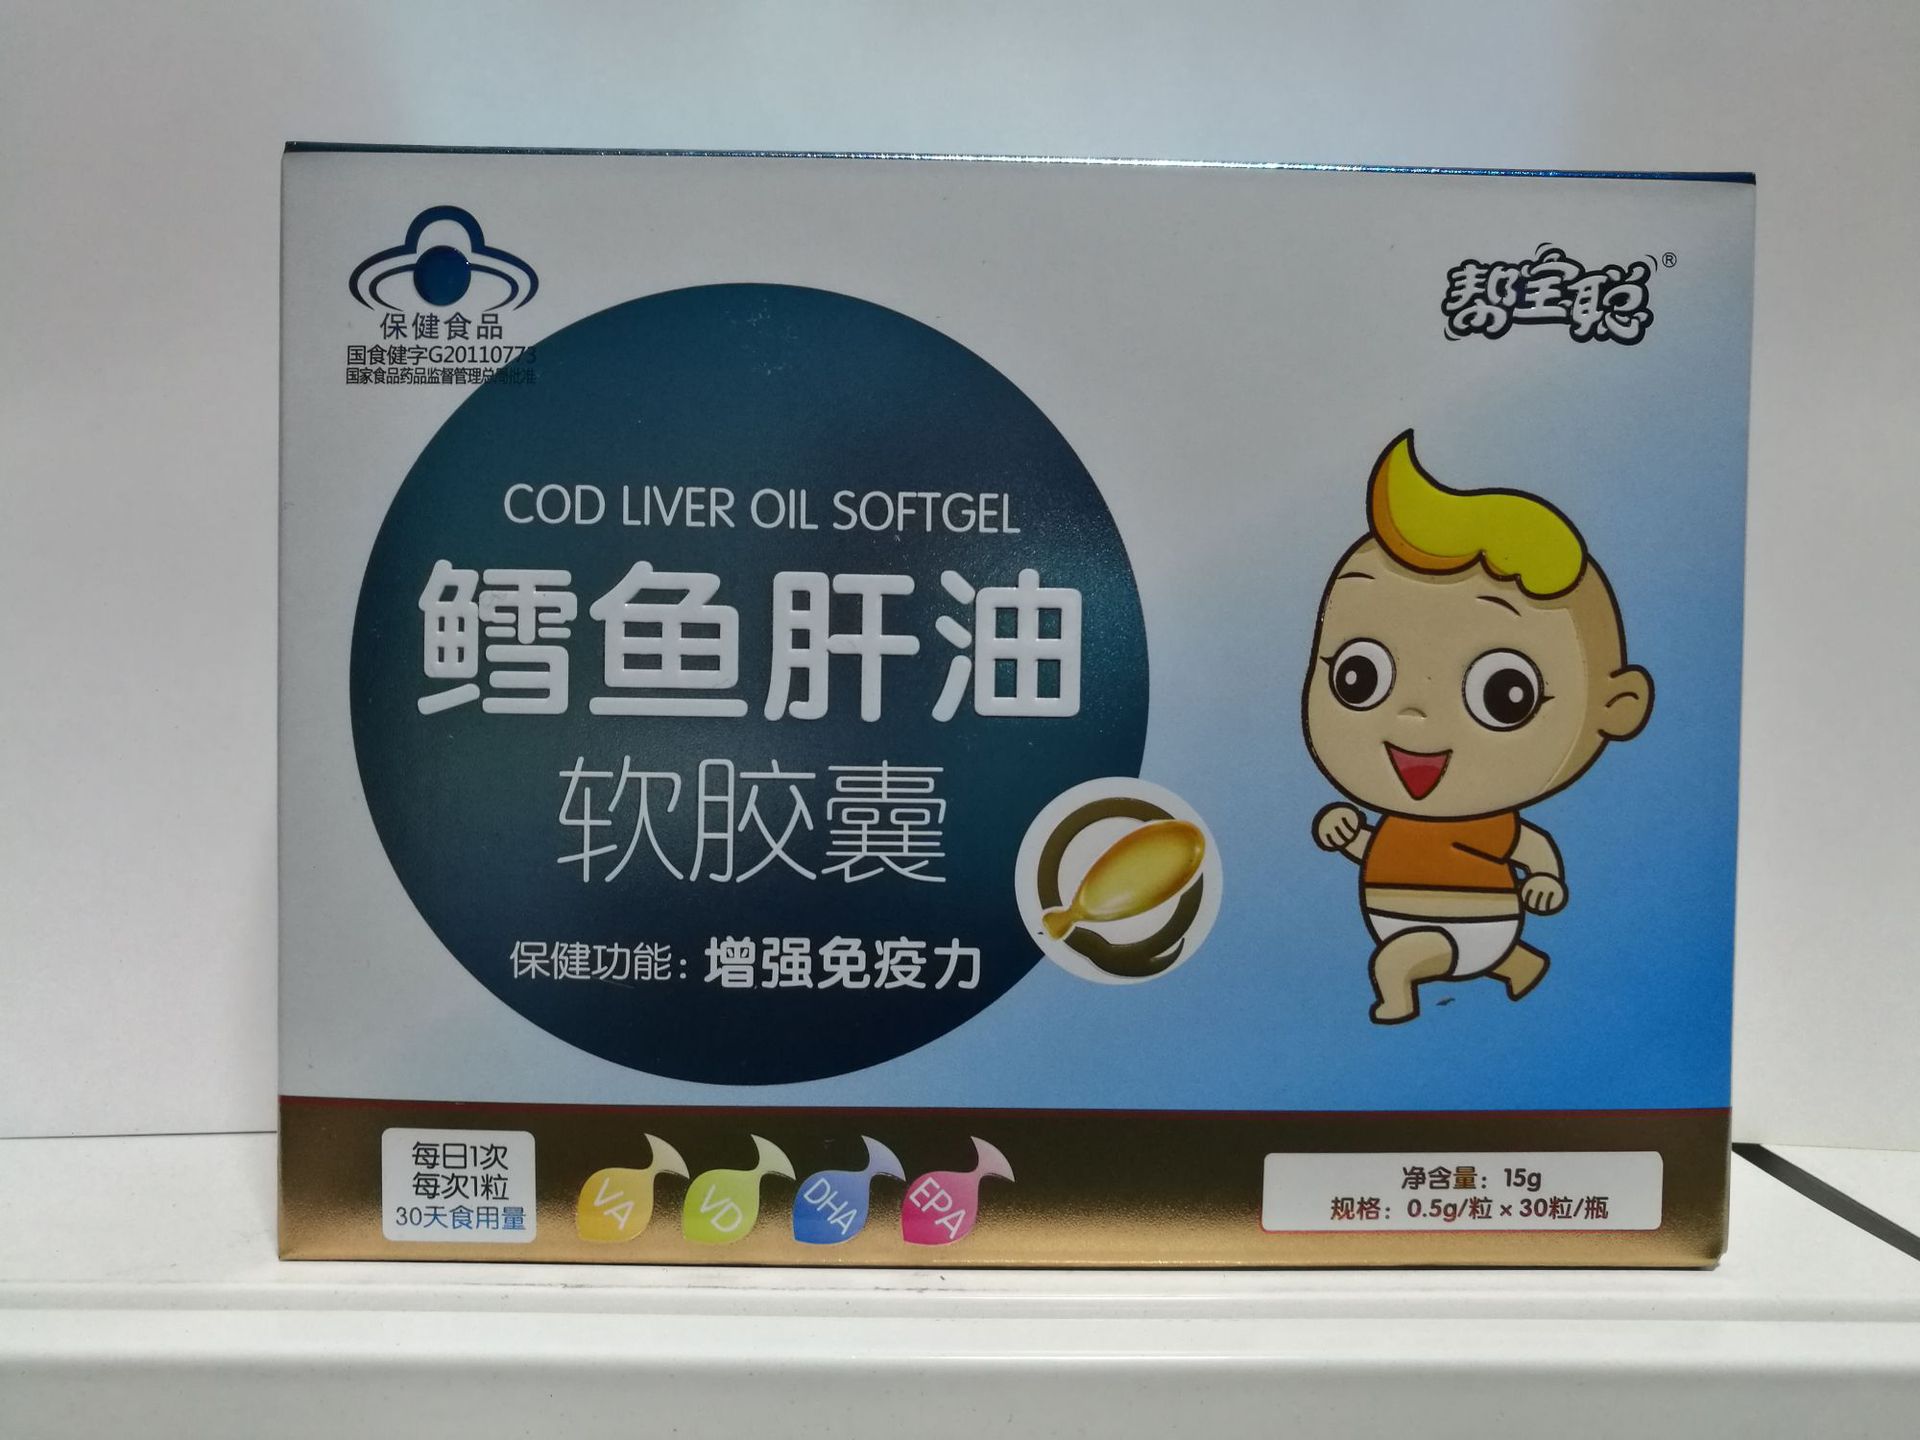 保健食品
国食健字G20110773
国家食品药品监督管理总局批准
帮宝聪®
COD LIVER OIL SOFTGEL
鳕鱼肝油
软胶囊
保健功能：增强免疫力
每日1次
每次1粒
30天食用量
VA
VD
DHA
EPA
净含量：15g
规格：0.5g/粒×30粒/瓶